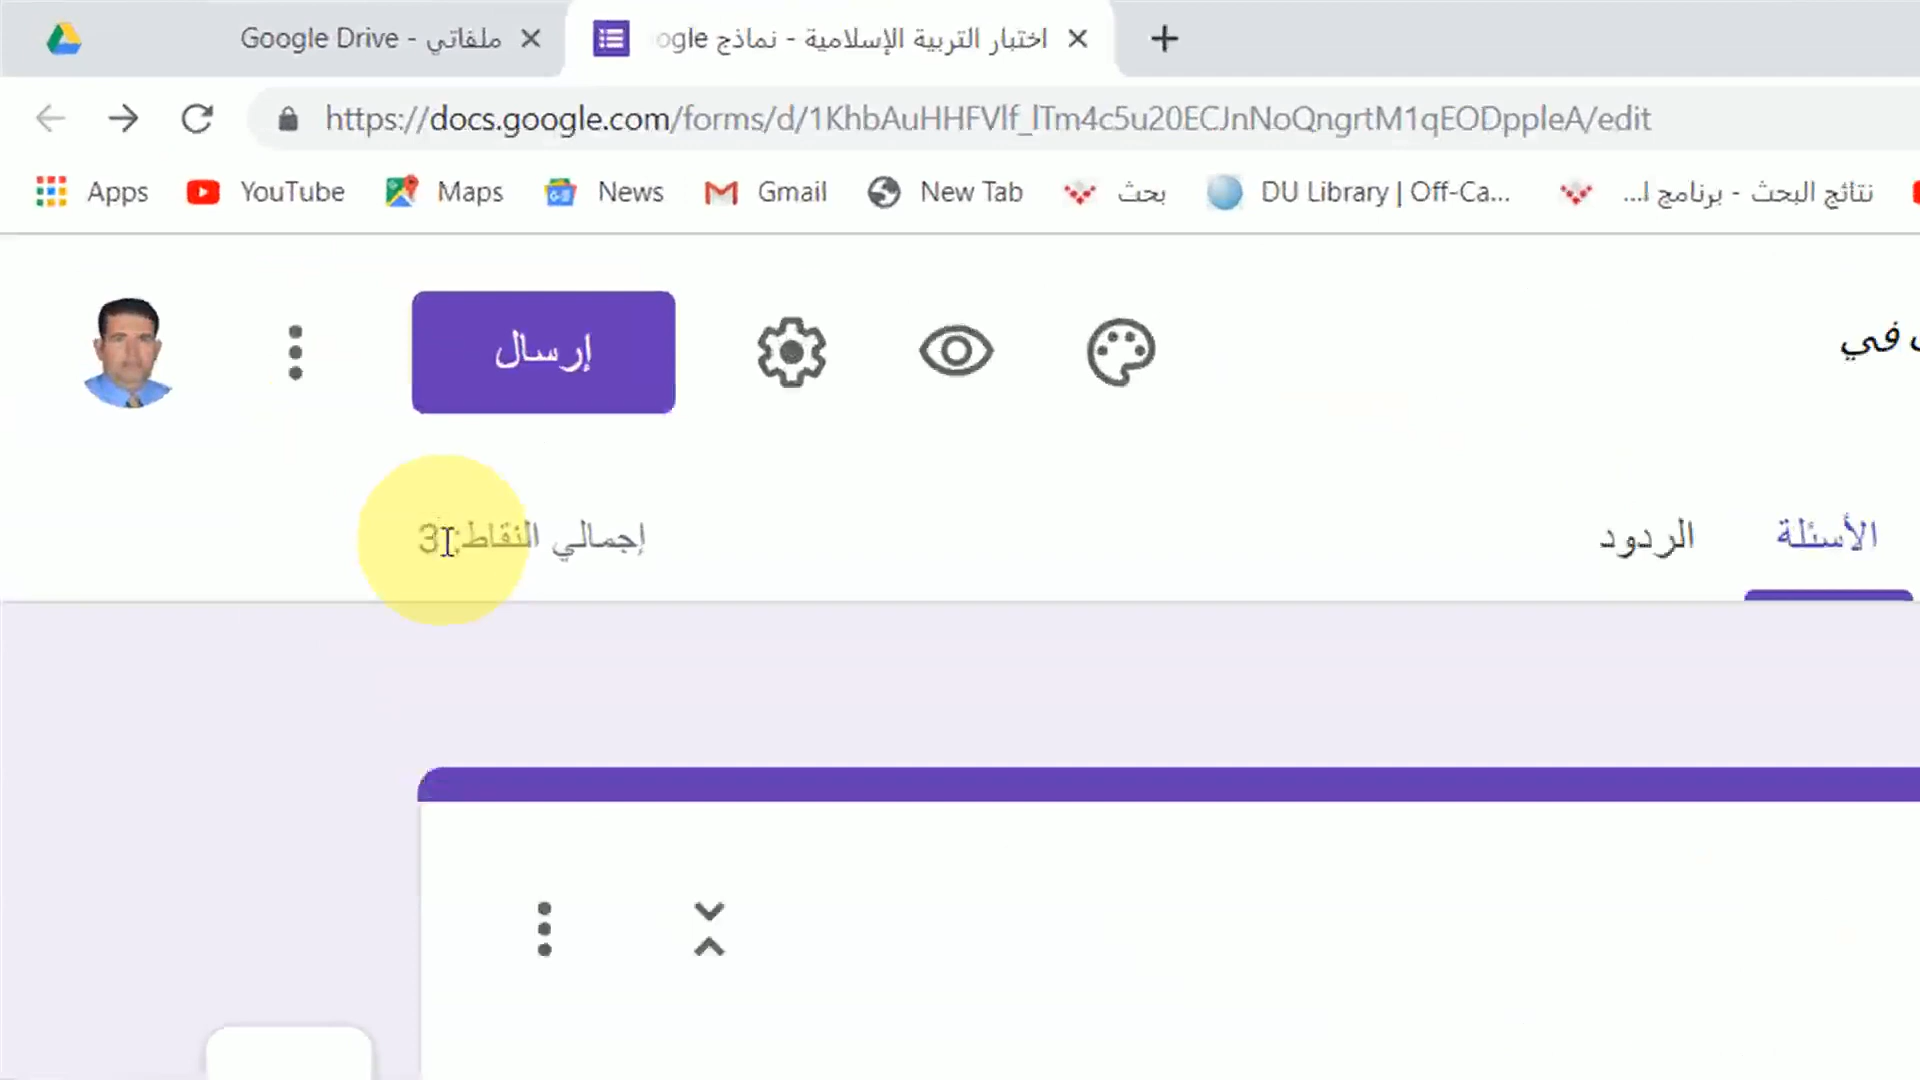 ملفاتي - Google Drive
اختبار التربية الإسلامية - نماذج ogle
https://docs.google.com/forms/d/1KhbAuHHFVlf_lTm4c5u20ECJnNoQngrtM1qEODppleA/edit
Apps YouTube Maps News Gmail New Tab بحث DU Library | Off-Ca... نتائج البحث - برنامج ا...
إرسال
في
الأسئلة الردود إجمالي النقاط: 3